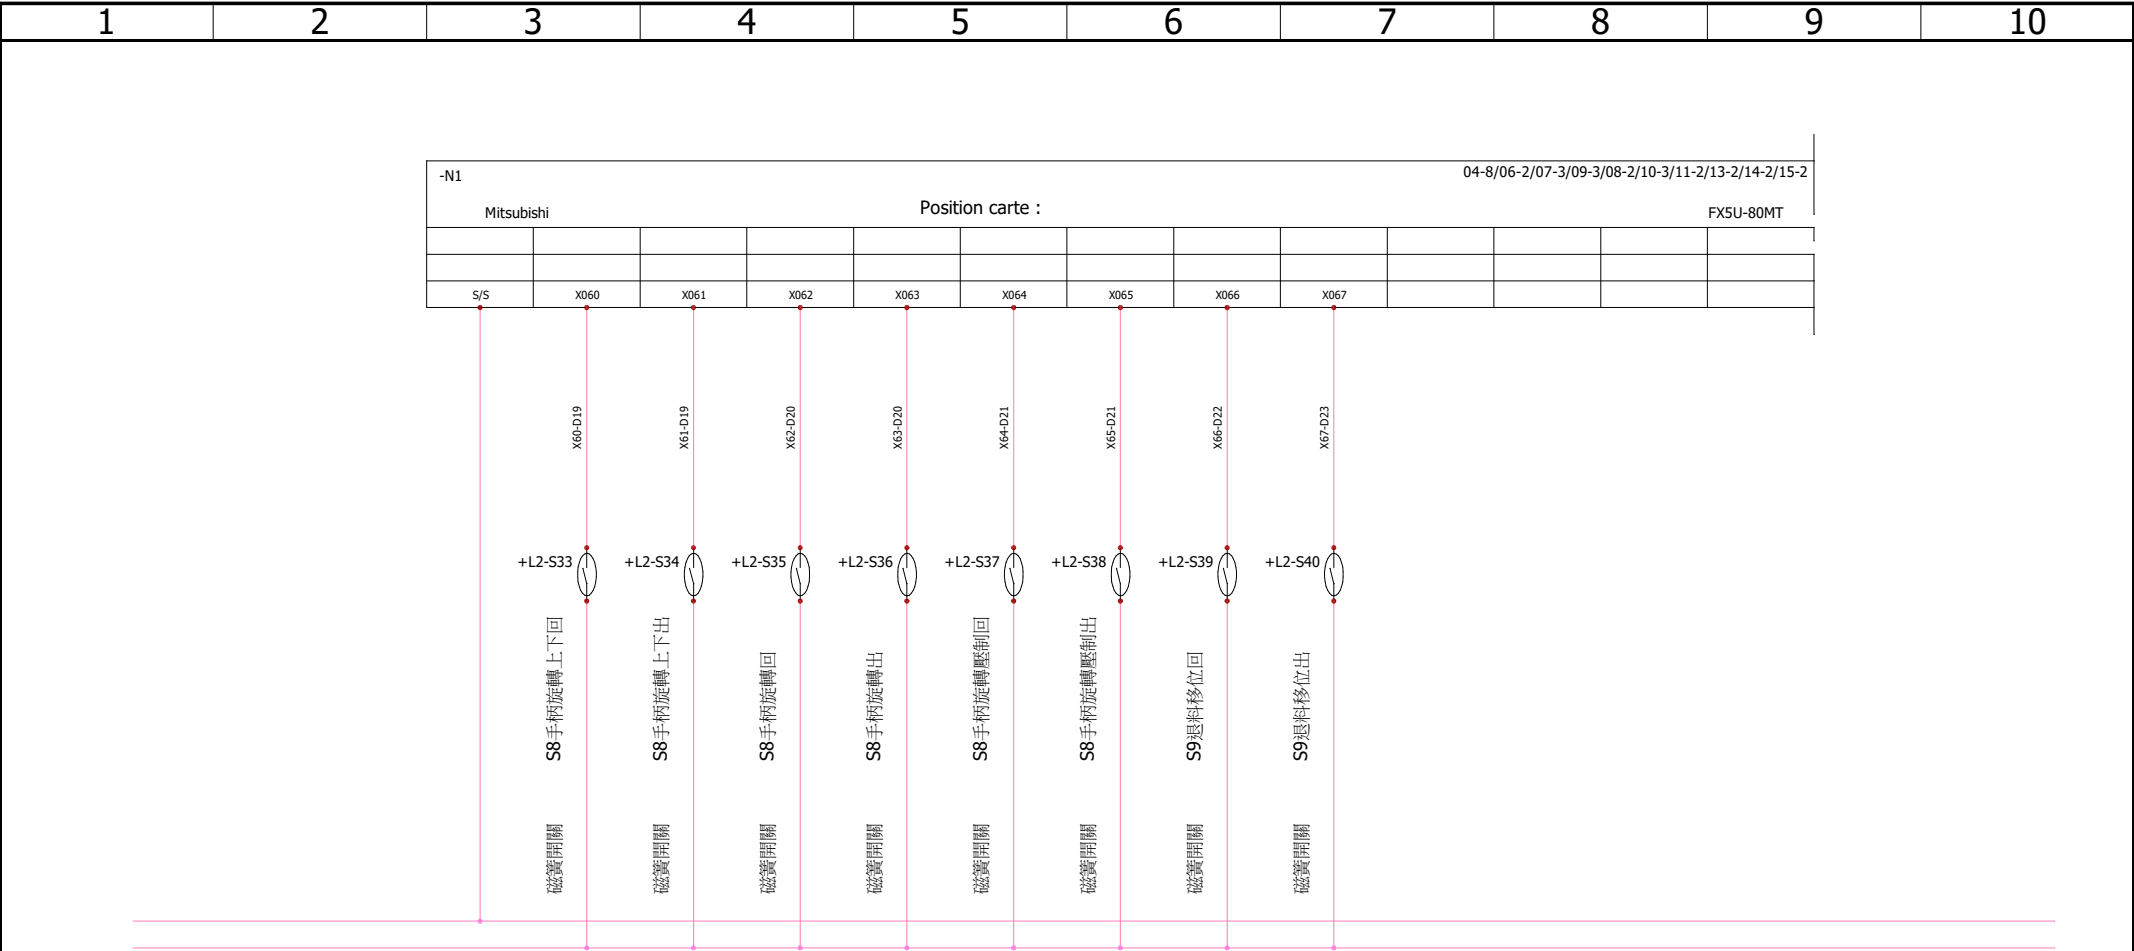 1 2 3 4 5 6 7 8 9 10
-N1 04-8/06-2/07-3/09-3/08-2/10-3/11-2/13-2/14-2/15-2
Mitsubishi Position carte : FX5U-80MT
S/S X060 X061 X062 X063 X064 X065 X066 X067
X60-D19
X61-D19
X62-D20
X63-D20
X64-D21
X65-D21
X66-D22
X67-D23
+L2-S33 +L2-S34 +L2-S35 +L2-S36 +L2-S37 +L2-S38 +L2-S39 +L2-S40
S8手柄旋轉上下回
S8手柄旋轉上下出
S8手柄旋轉回
S8手柄旋轉出
S8手柄旋轉壓制回
S8手柄旋轉壓制出
S9退料移位回
S9退料移位出
磁簧開關
磁簧開關
磁簧開關
磁簧開關
磁簧開關
磁簧開關
磁簧開關
磁簧開關